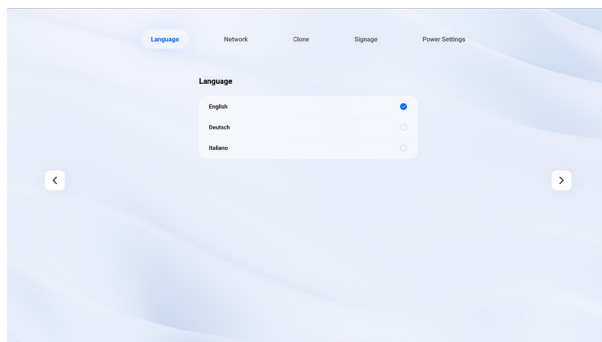 Language Network Clone Signage Power Settings
Language
English
Deutsch
Italiano